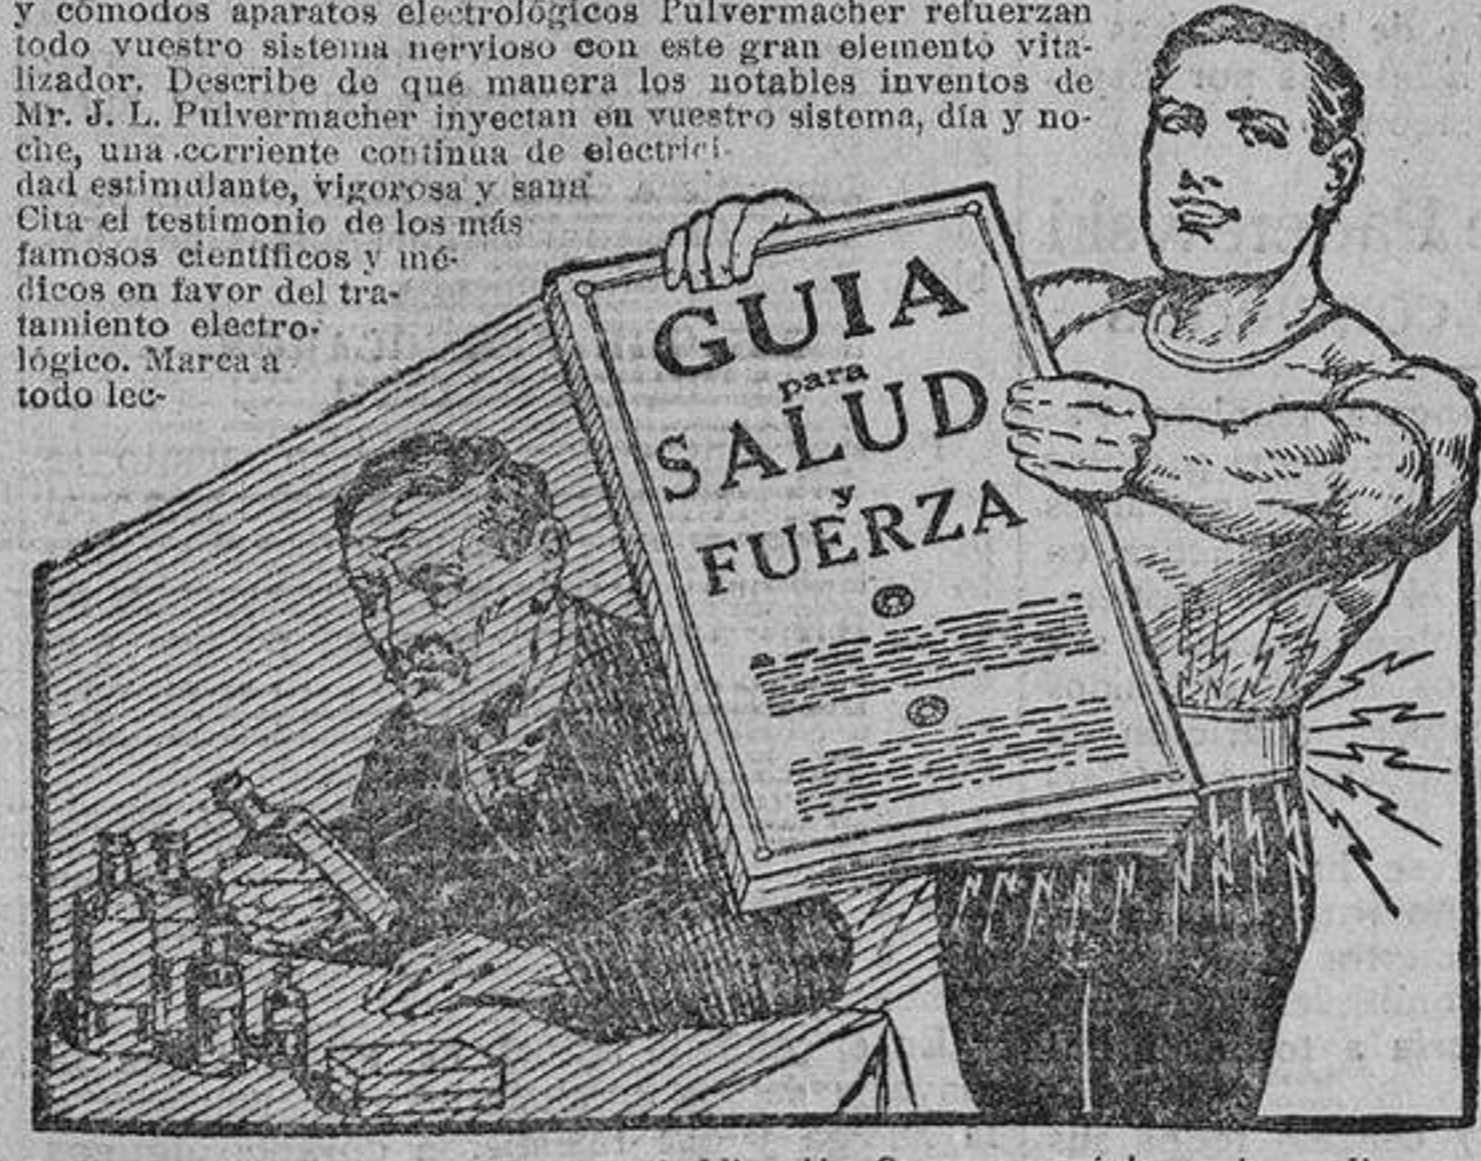 y cómodos aparatos electrológicos Pulvermacher refuerzan
todo vuestro sistema nervioso con este gran elemento vita-
lizador. Describe de qué manera los notables inventos de
Mr. J. L. Pulvermacher inyectan en vuestro sistema, día y no-
che, una corriente continua de electrici-
dad estimulante, vigorosa y sana
Cita el testimonio de los más
famosos científicos y mé-
dicos en favor del tra-
tamiento electro-
lógico. Marca a
todo lec-
GUIA
para
SALUD
y
FUERZA